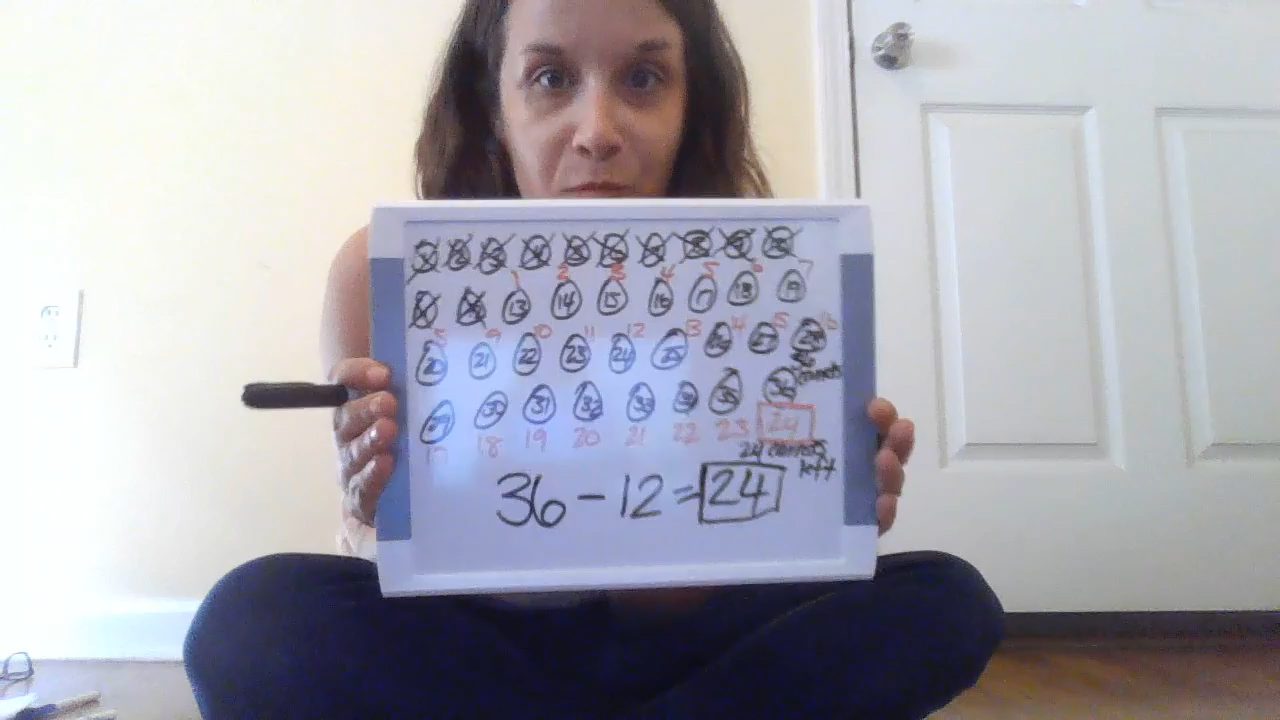 1 2 3 4 5 6 7 8 9 10
1 2 3 4 5 6 7
11 12 13 14 15 16 17 18 19
8 9 10 11 12 13 14 15 16
20 21 22 23 24 25 26 27 28
36 carrots
29 30 31 32 33 34 35 36
17 18 19 20 21 22 23 24
24 carrots
left
36 - 12 = 24